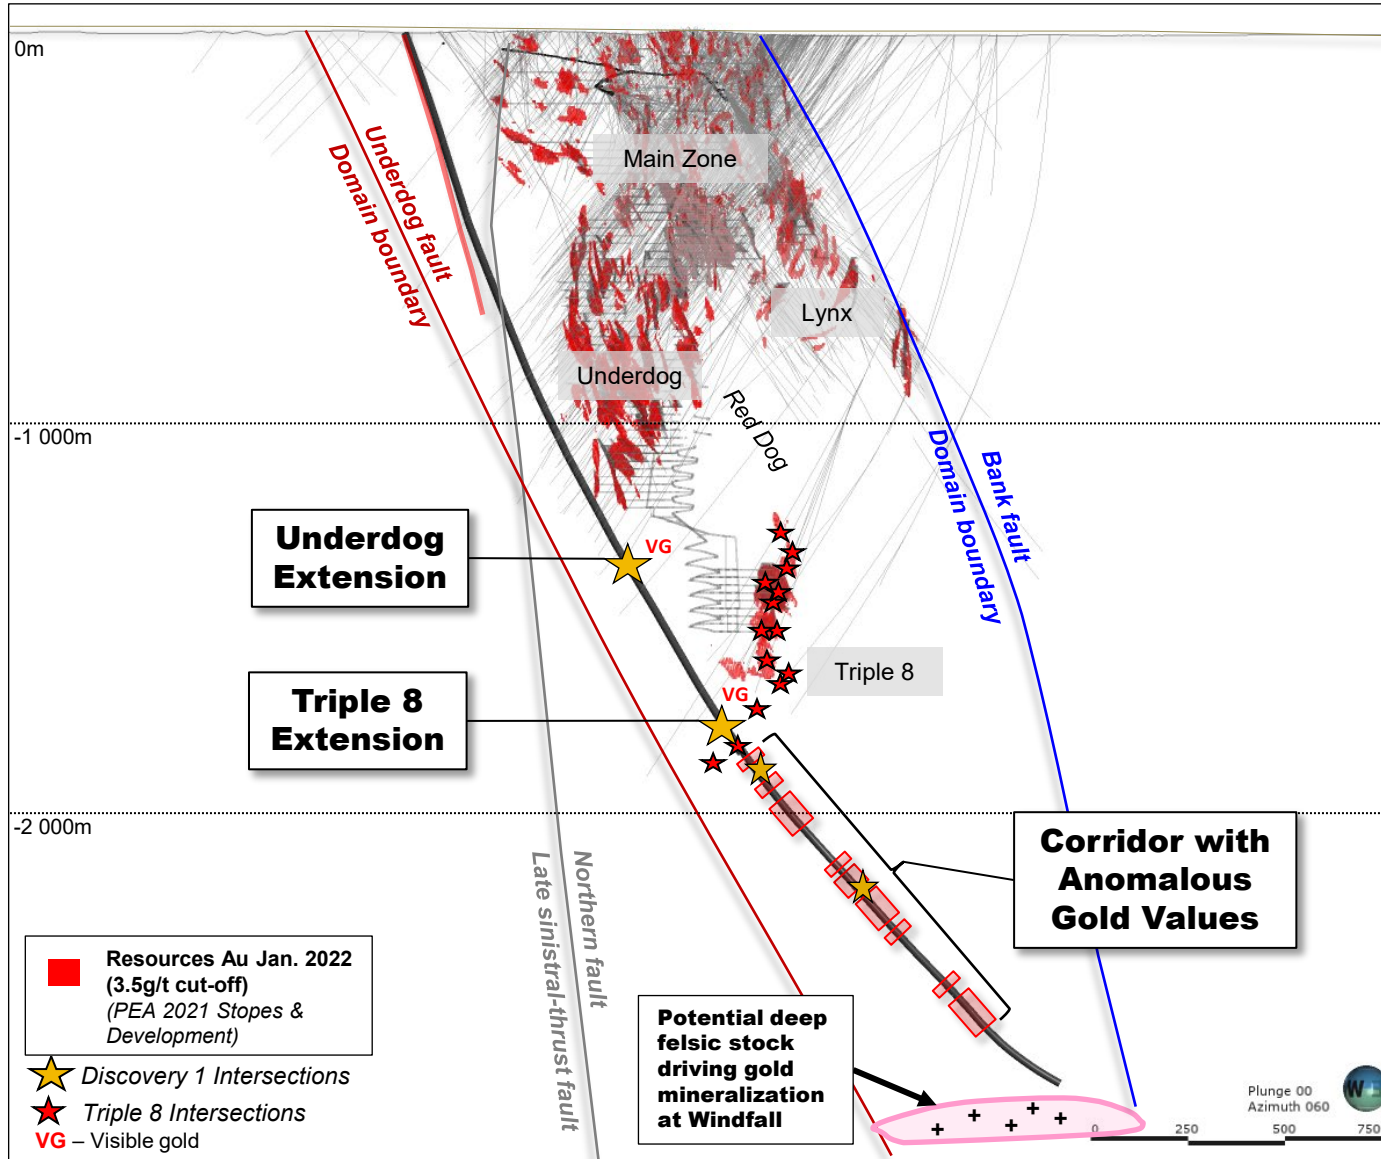 0m
Underdog fault
Domain boundary
Main Zone
Lynx
Underdog
Red Dog
-1 000m
Bank fault
Domain boundary
Underdog
Extension
VG
Triple 8
Triple 8
Extension
VG
-2 000m
Corridor with
Anomalous
Gold Values
Northern fault
Late sinistral-thrust fault
Resources Au Jan. 2022
(3.5g/t cut-off)
(PEA 2021 Stopes &
Development)
Discovery 1 Intersections
Triple 8 Intersections
VG – Visible gold
Potential deep
felsic stock
driving gold
mineralization
at Windfall
Plunge 00
Azimuth 060
W
0 250 500 750